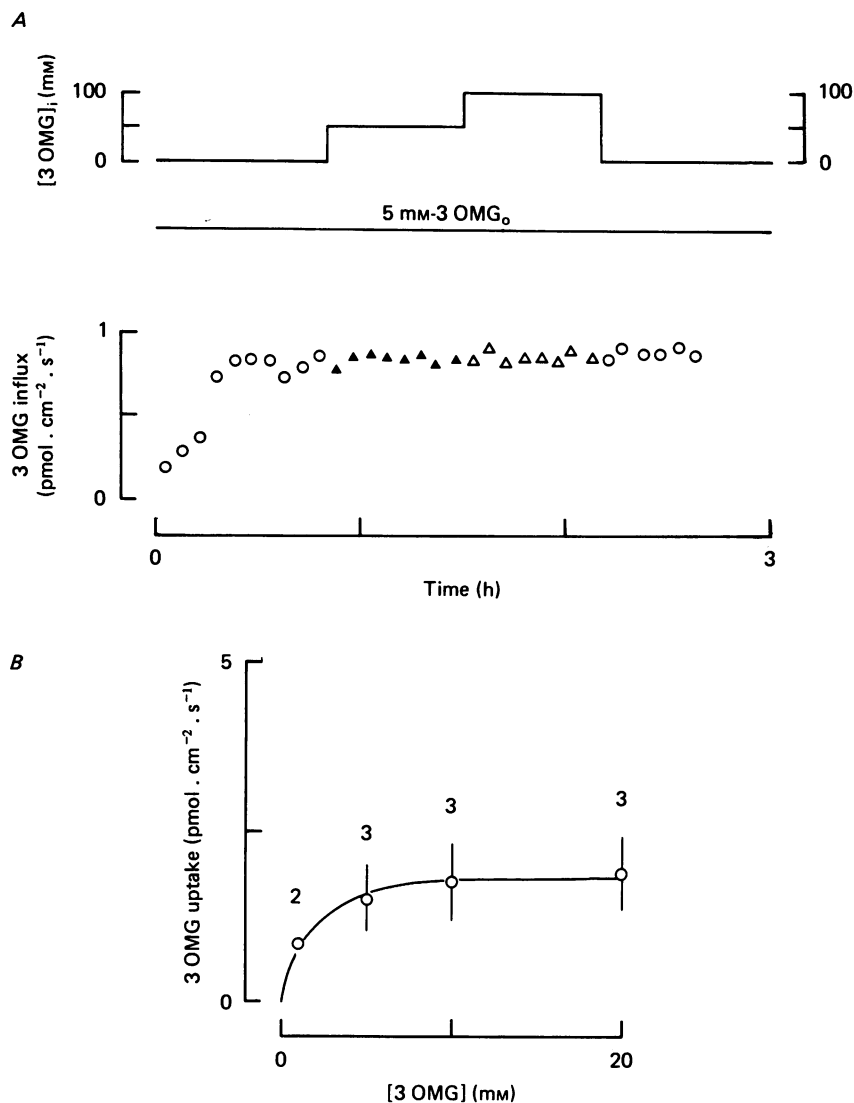 A
[3 OMG]i (mM)
100
0
100
0
5 mM-3 OMGo
3 OMG influx
(pmol . cm⁻² . s⁻¹)
1
0
0
3
Time (h)
B
3 OMG uptake (pmol . cm⁻² . s⁻¹)
5
0
2
3
3
3
0
20
[3 OMG] (mM)